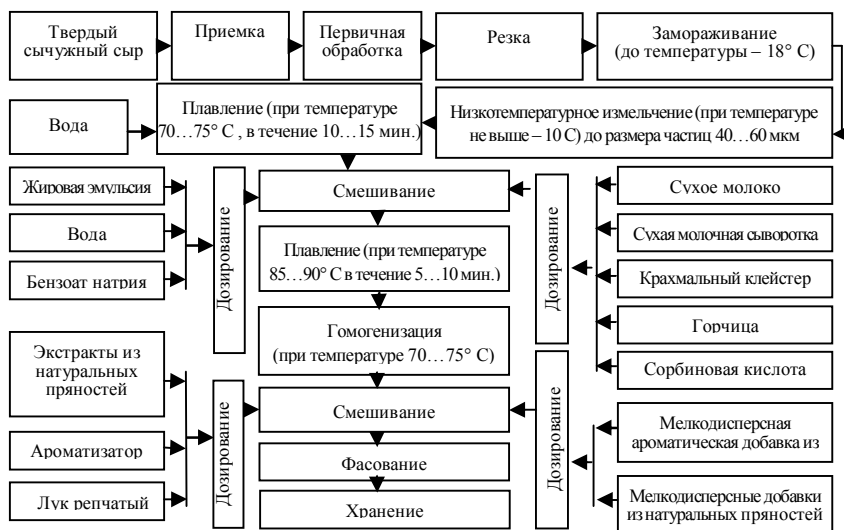 Твердый
сычужный сыр
Приемка
Первичная
обработка
Резка
Замораживание
(до температуры – 18° С)
Вода
Плавление (при температуре
70…75° С , в течение 10…15 мин.)
Низкотемпературное измельчение (при температуре
не выше – 10 С) до размера частиц 40…60 мкм
Жировая эмульсия
Вода
Бензоат натрия
Дозирование
Смешивание
Плавление (при температуре
85…90° С в течение 5…10 мин.)
Гомогенизация
(при температуре 70…75° С)
Дозирование
Сухое молоко
Сухая молочная сыворотка
Крахмальный клейстер
Горчица
Сорбиновая кислота
Экстракты из
натуральных
пряностей
Ароматизатор
Лук репчатый
Дозирование
Смешивание
Фасование
Хранение
Дозирование
Мелкодисперсная
ароматическая добавка из
Мелкодисперсные добавки
из натуральных пряностей